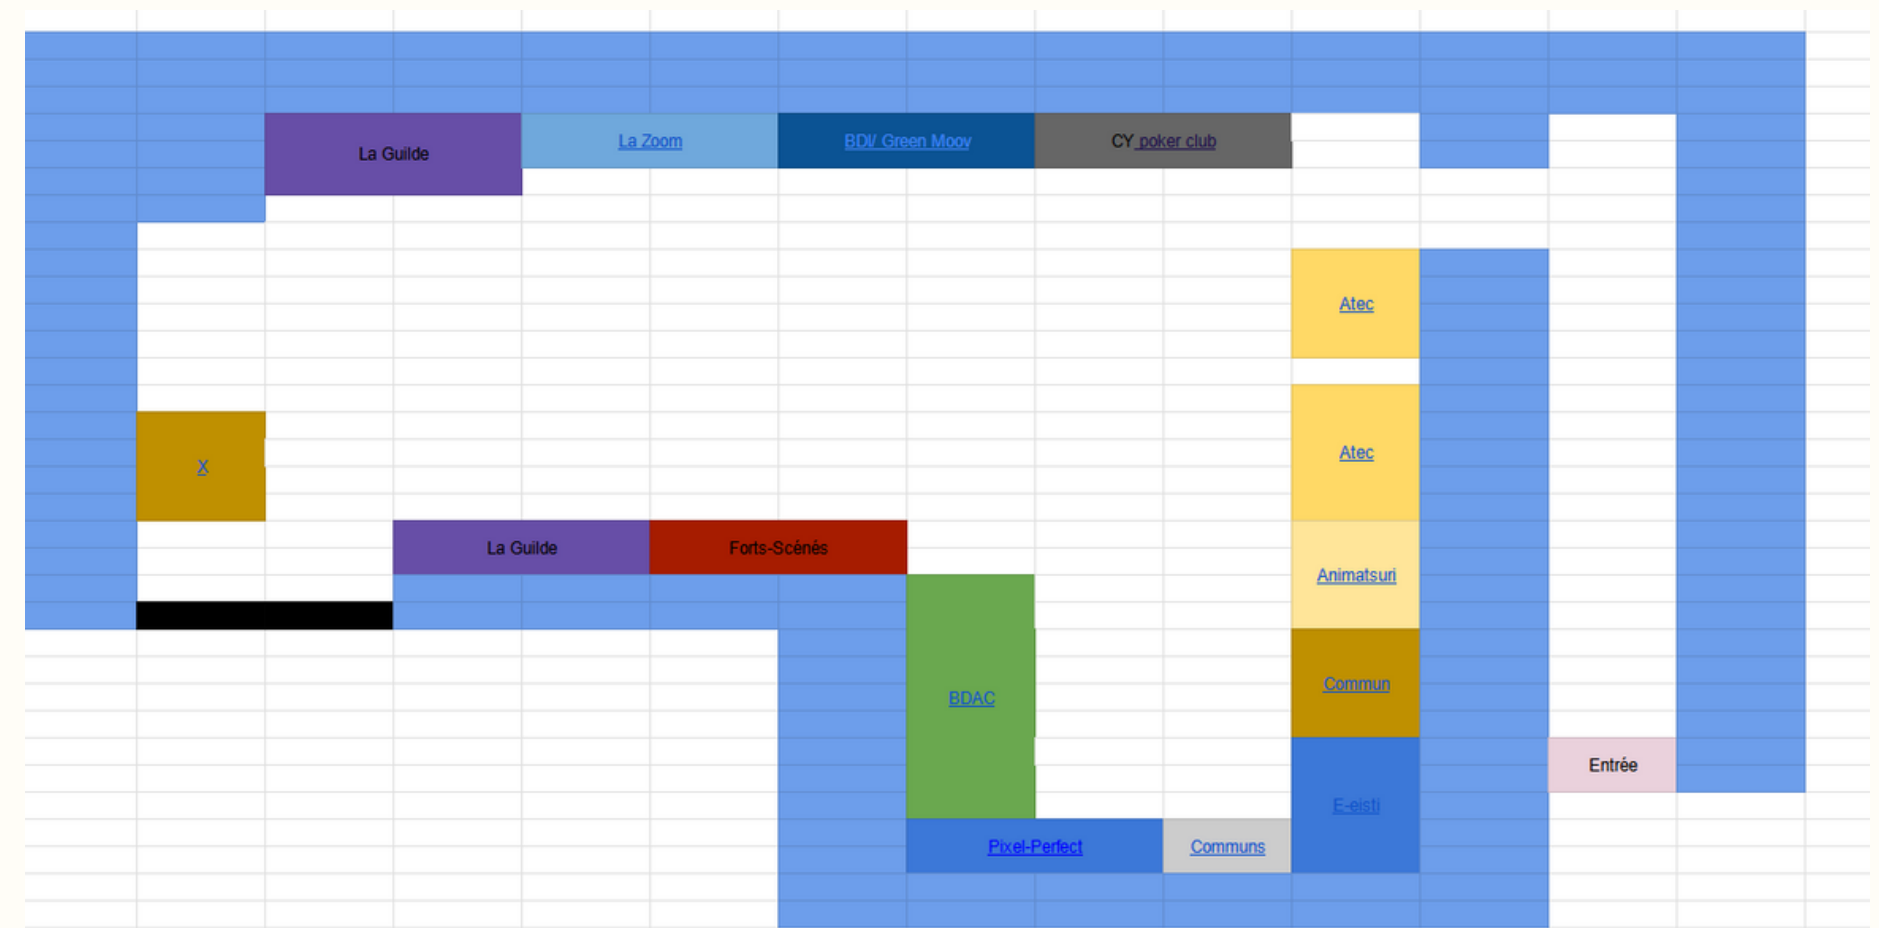 La Guilde
La Zoom
BDI/ Green Moov
CY poker club
Atec
Atec
X
La Guilde
Forts-Scénés
Animatsuri
Commun
BDAC
Entrée
E-eisti
Pixel-Perfect
Communs